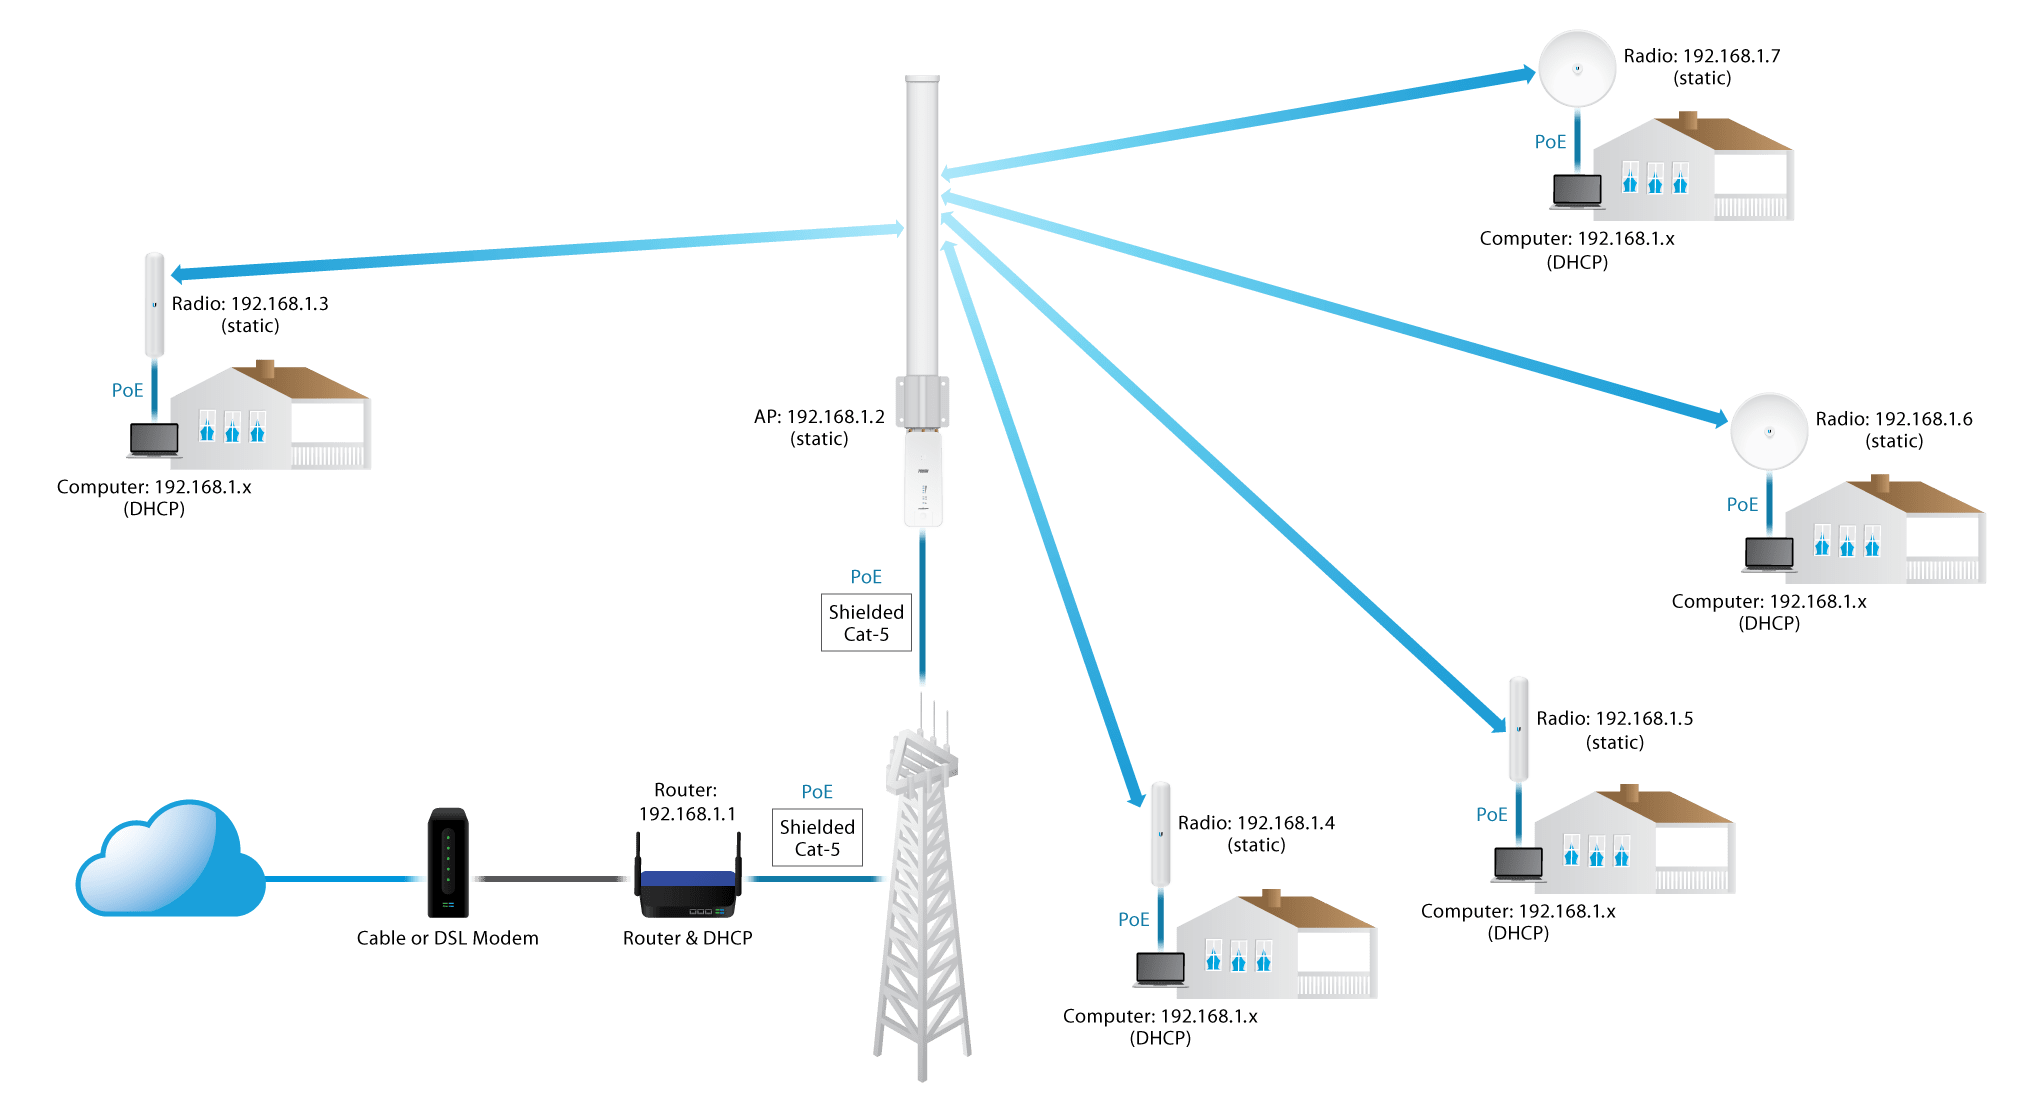 Radio: 192.168.1.7
(static)
PoE
Computer: 192.168.1.x
(DHCP)
Radio: 192.168.1.3
(static)
PoE
Computer: 192.168.1.x
(DHCP)
AP: 192.168.1.2
(static)
Radio: 192.168.1.6
(static)
PoE
Computer: 192.168.1.x
(DHCP)
PoE
Shielded
Cat-5
Radio: 192.168.1.5
(static)
PoE
Computer: 192.168.1.x
(DHCP)
Router:
192.168.1.1
PoE
Shielded
Cat-5
Cable or DSL Modem
Router & DHCP
Radio: 192.168.1.4
(static)
PoE
Computer: 192.168.1.x
(DHCP)